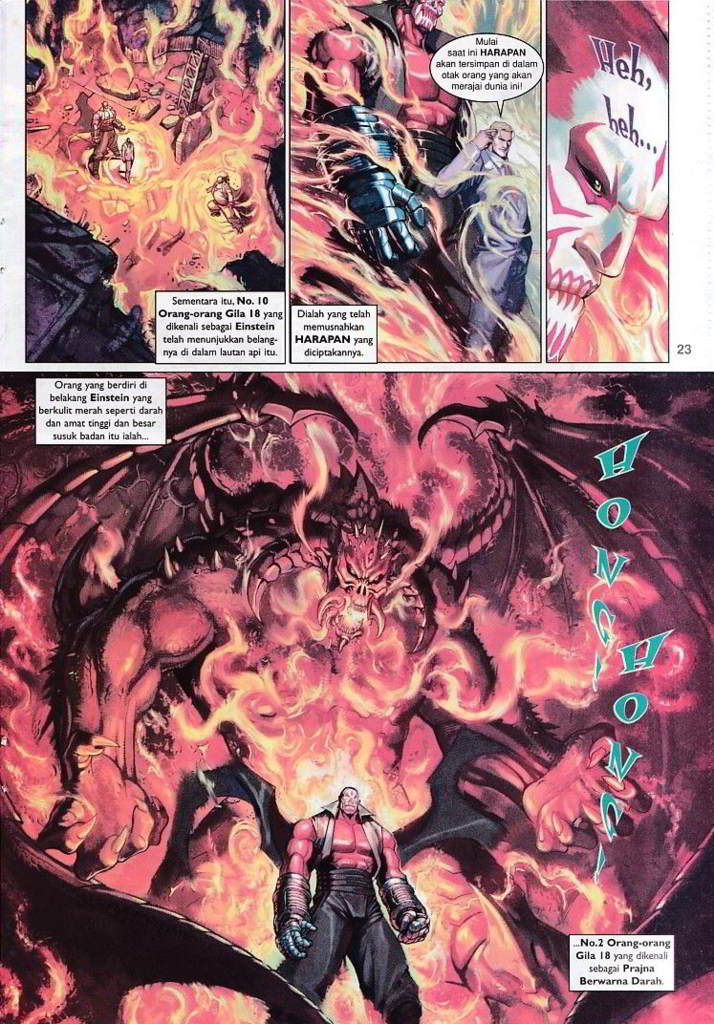 Sementara itu, No. 10
Orang-orang Gila 18 yang
dikenali sebagai Einstein
telah menunjukkan belang-
nya di dalam lautan api itu.
Mulai
saat ini HARAPAN
akan tersimpan di dalam
otak orang yang akan
merajai dunia ini!
Dialah yang telah
memusnahkan
HARAPAN yang
diciptakannya.
Heh,
heh...
23
Orang yang berdiri di
belakang Einstein yang
berkulit merah seperti darah
dan amat tinggi dan besar
susuk badan itu ialah...
HONG!
HONG!
...No.2 Orang-orang
Gila 18 yang dikenali
sebagai Prajna
Berwarna Darah.